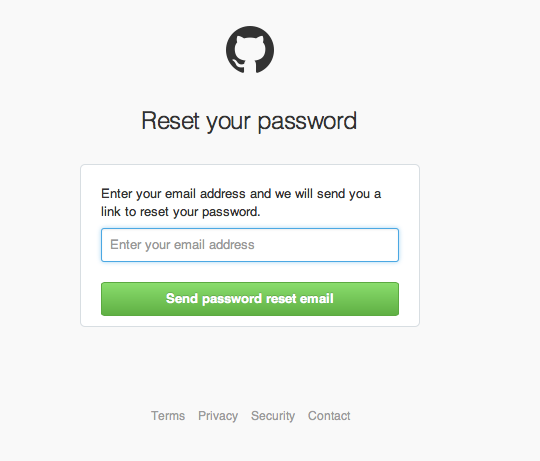 Reset your password
Enter your email address and we will send you a
link to reset your password.
Enter your email address
Send password reset email
Terms Privacy Security Contact